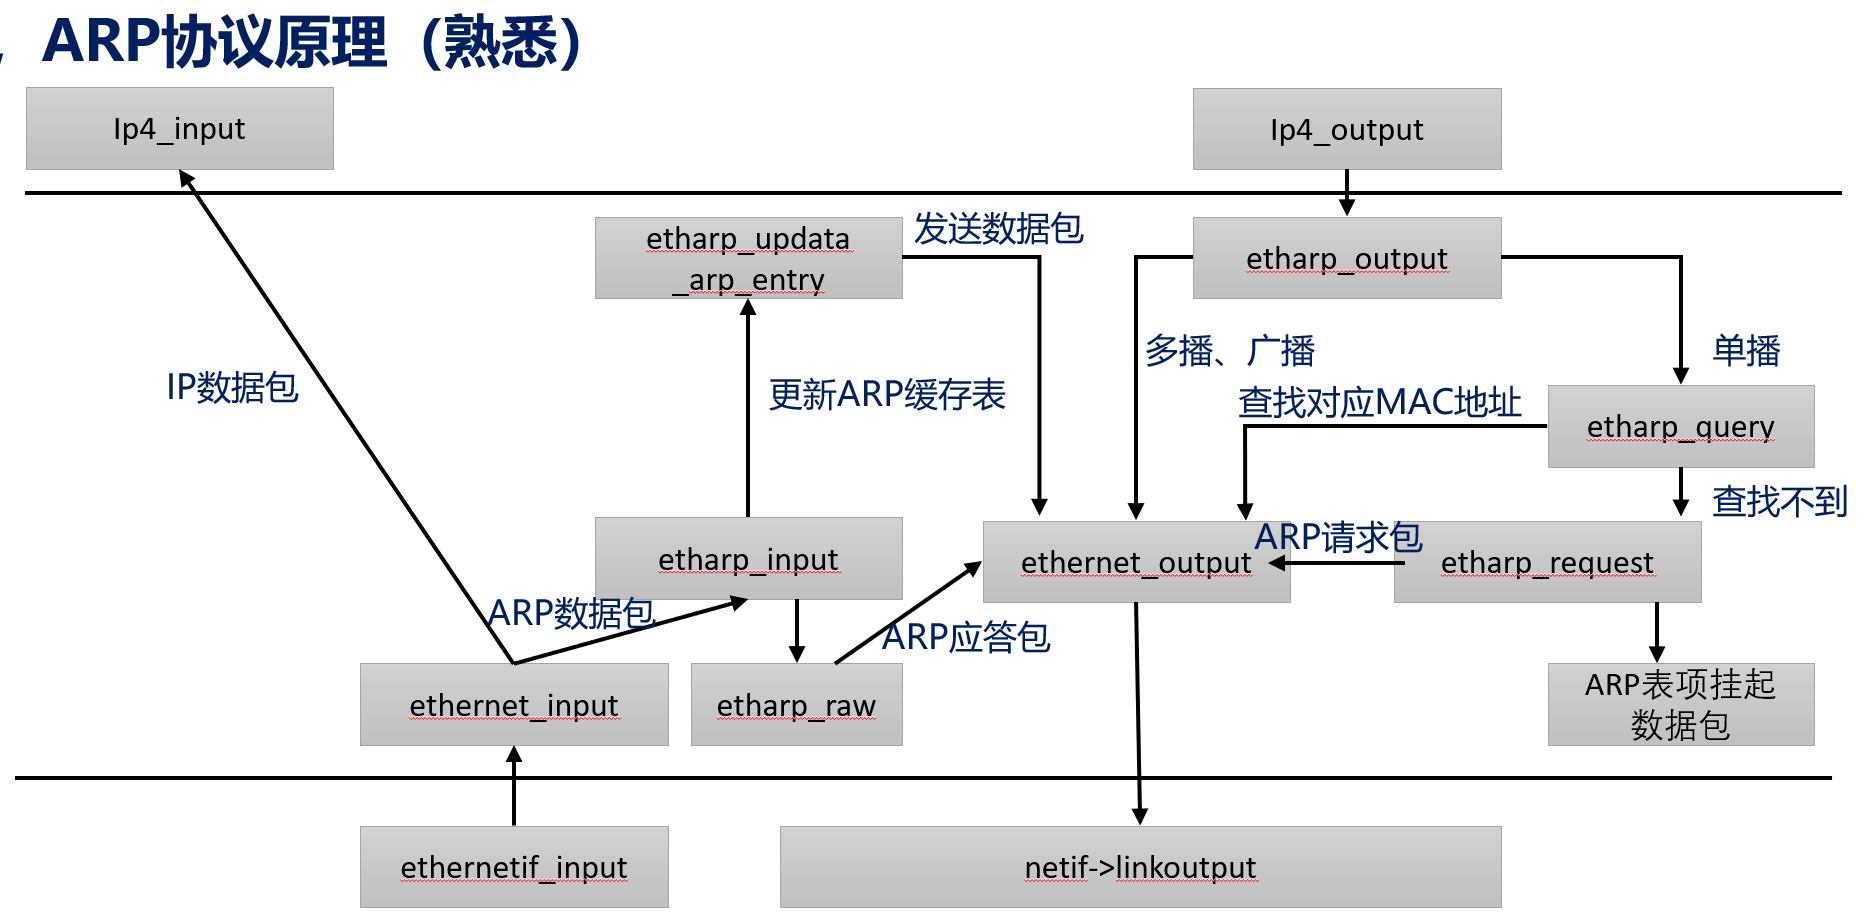 ARP协议原理（熟悉）
Ip4_input
Ip4_output
etharp_updata
_arp_entry
发送数据包
etharp_output
多播、广播
单播
IP数据包
更新ARP缓存表
查找对应MAC地址
etharp_query
查找不到
etharp_input
ethernet_output
ARP请求包
etharp_request
ARP数据包
ARP应答包
ethernet_input
etharp_raw
ARP表项挂起
数据包
ethernetif_input
netif->linkoutput